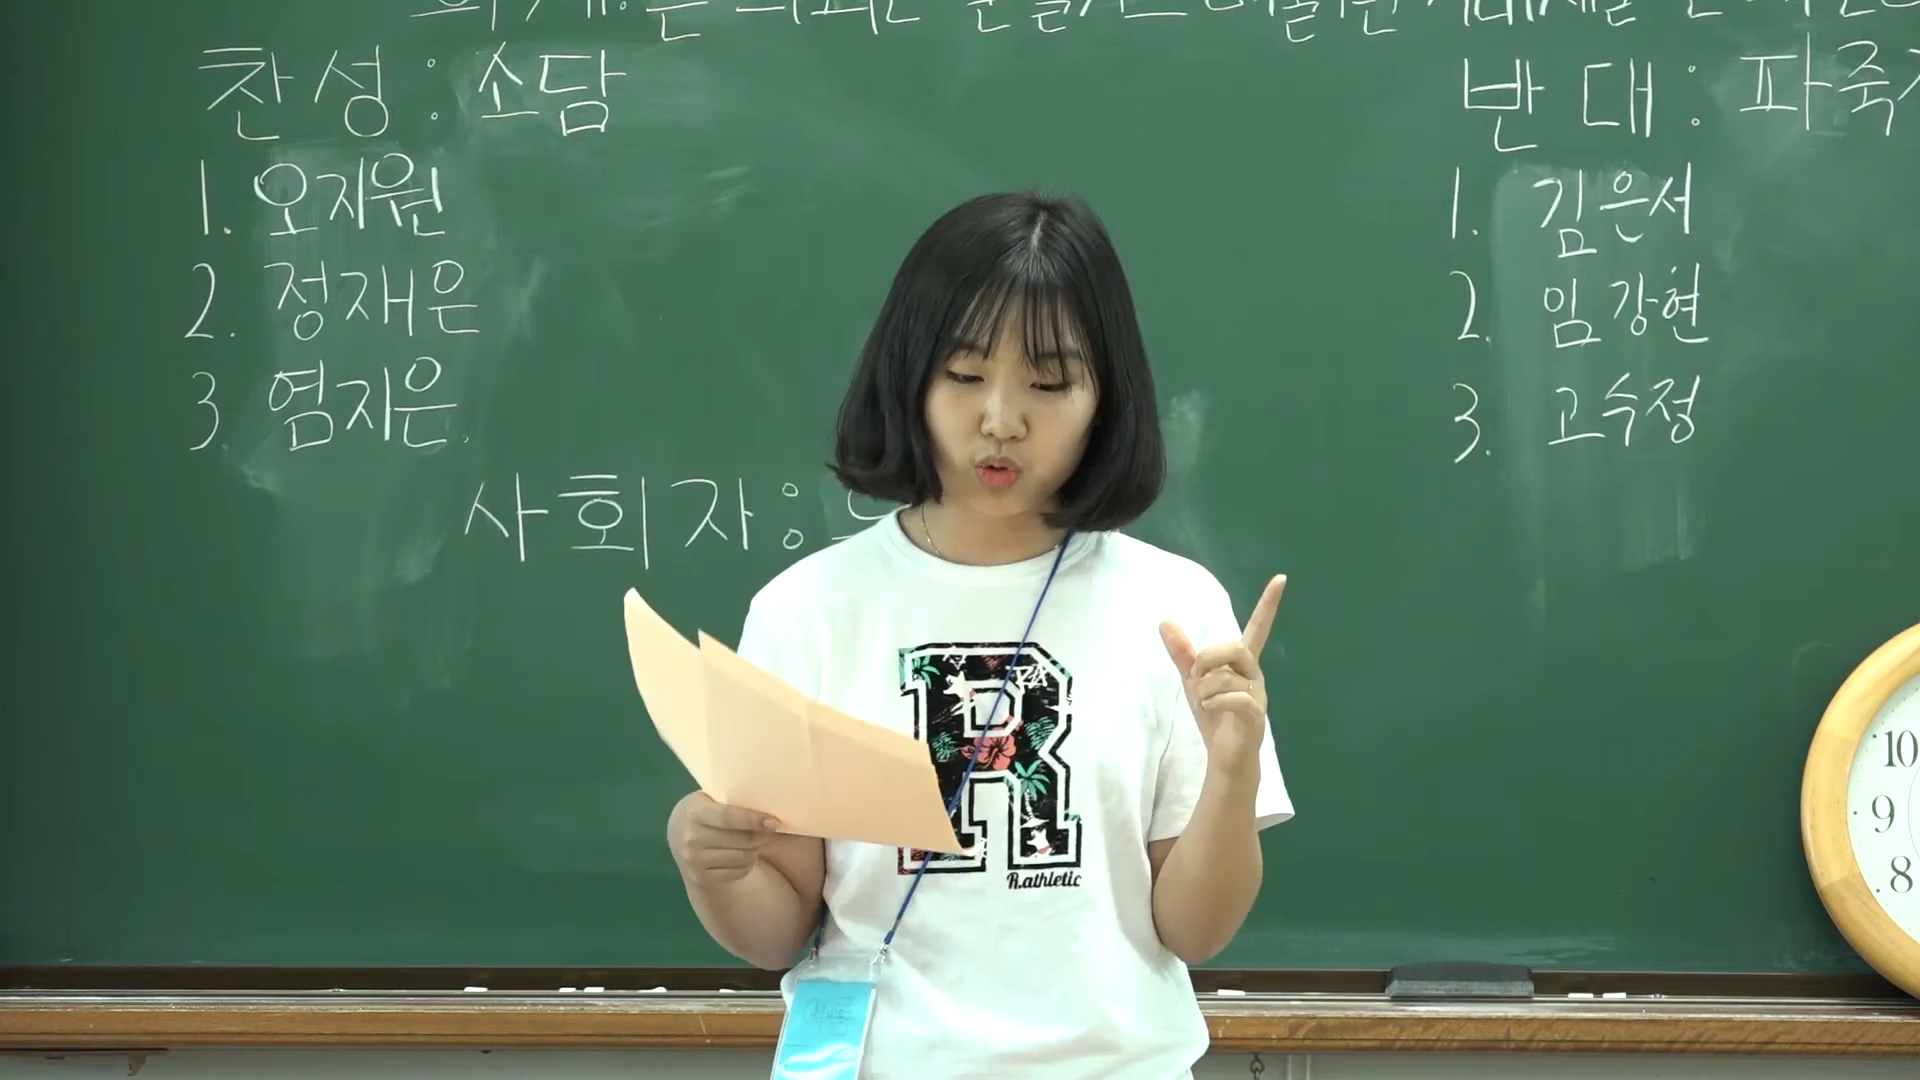 찬성 : 소담
1. 오지원
2. 정재은
3. 염지은.
반대 : 파죽
1. 김은서
2. 임강현
3. 고수정
사회자 :
R
R.athletic
10
9
8